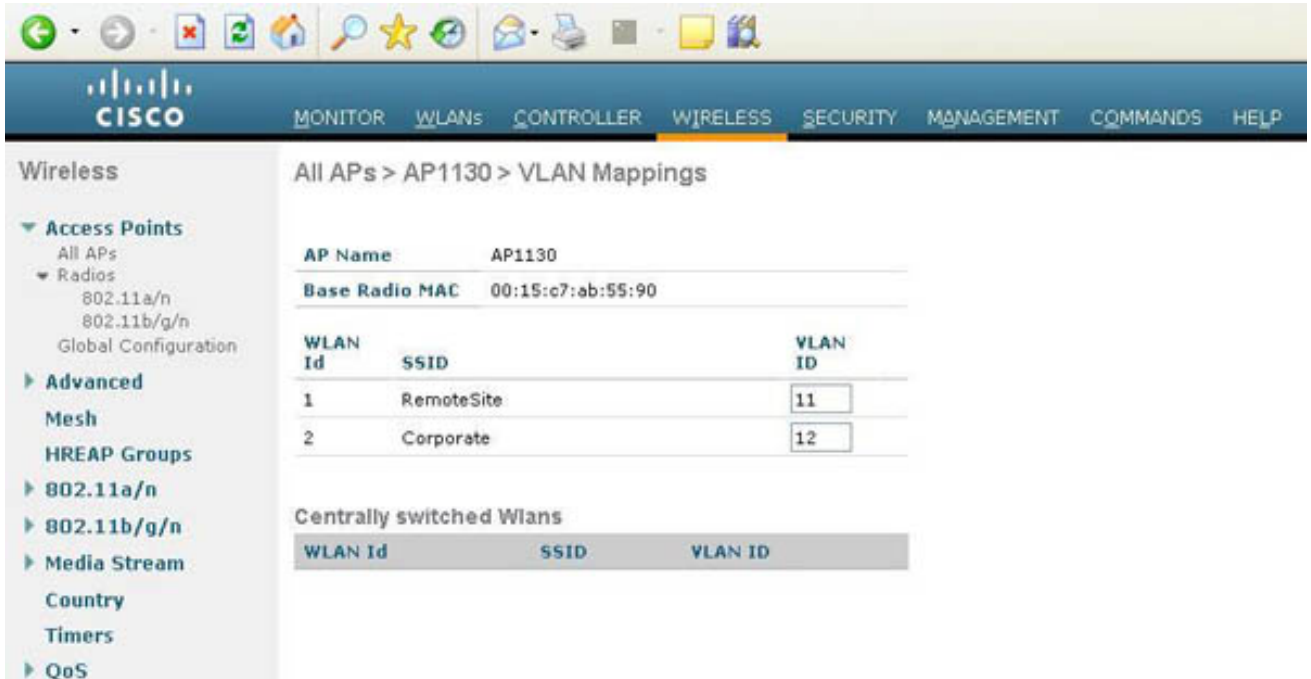 CISCO
MONITOR WLANs CONTROLLER WIRELESS SECURITY MANAGEMENT COMMANDS HELP
Wireless
Access Points
All APs
Radios
802.11a/n
802.11b/g/n
Global Configuration
Advanced
Mesh
HREAP Groups
802.11a/n
802.11b/g/n
Media Stream
Country
Timers
QoS
All APs > AP1130 > VLAN Mappings
AP Name AP1130
Base Radio MAC 00:15:c7:ab:55:90
WLAN Id SSID VLAN ID
1 RemoteSite 11
2 Corporate 12
Centrally switched Wlans
WLAN Id SSID VLAN ID